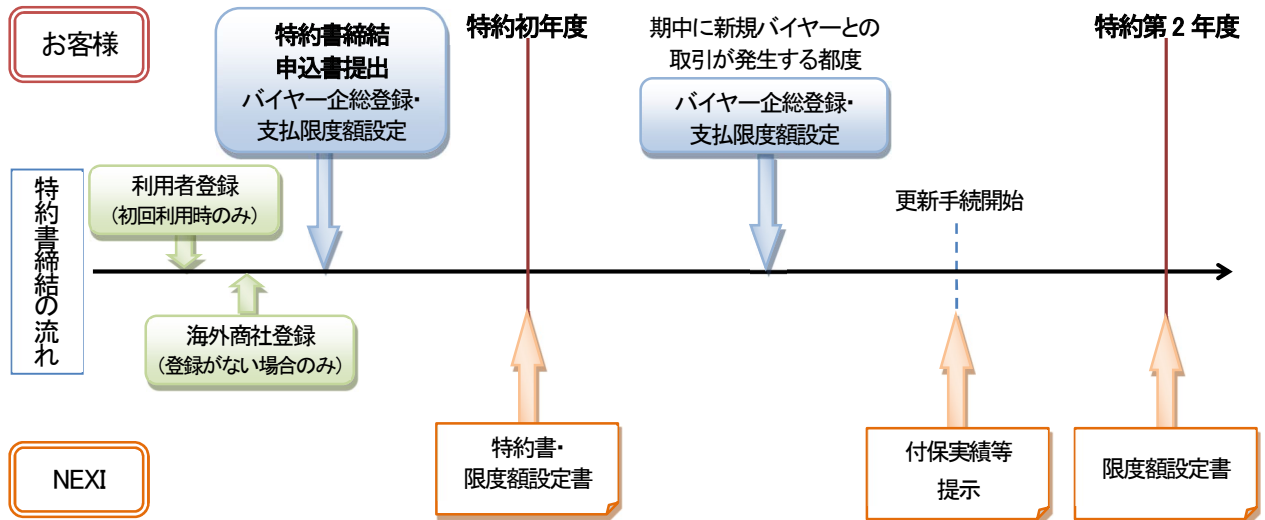 お客様
特約書締結
申込書提出
バイヤー企総登録・
支払限度額設定
特約初年度
期中に新規バイヤーとの
取引が発生する都度
バイヤー企総登録・
支払限度額設定
特約第2年度
特約書締結の流れ
利用者登録
(初回利用時のみ)
更新手続開始
海外商社登録
(登録がない場合のみ)
NEXI
特約書・
限度額設定書
付保実績等
提示
限度額設定書